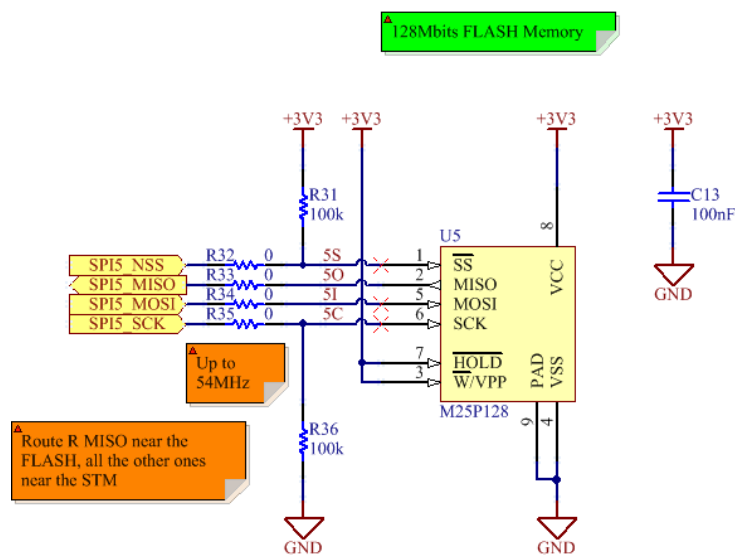 128Mbits FLASH Memory
+3V3 +3V3 +3V3 +3V3
R31
100k
C13
100nF
8
U5
SPI5_NSS R32 0 5S 1 SS
SPI5_MISO R33 0 5O 2 MISO
SPI5_MOSI R34 0 5I 5 MOSI
SPI5_SCK R35 0 5C 6 SCK
VCC
GND
7 HOLD
3 W/VPP
PAD
VSS
M25P128
9 4
Up to
54MHz
R36
100k
Route R MISO near the
FLASH, all the other ones
near the STM
GND GND